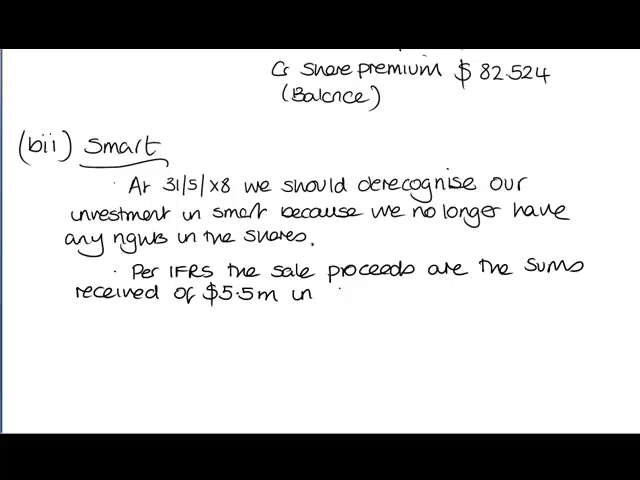 Cr share premium $ 82.524
(Balance)
(bii) Smart
· At 31/5/x8 we should derecognise our
investment in smart because we no longer have
any rights in the shares.
· Per IFRS the sale proceeds are the sums
received of $5.5m in